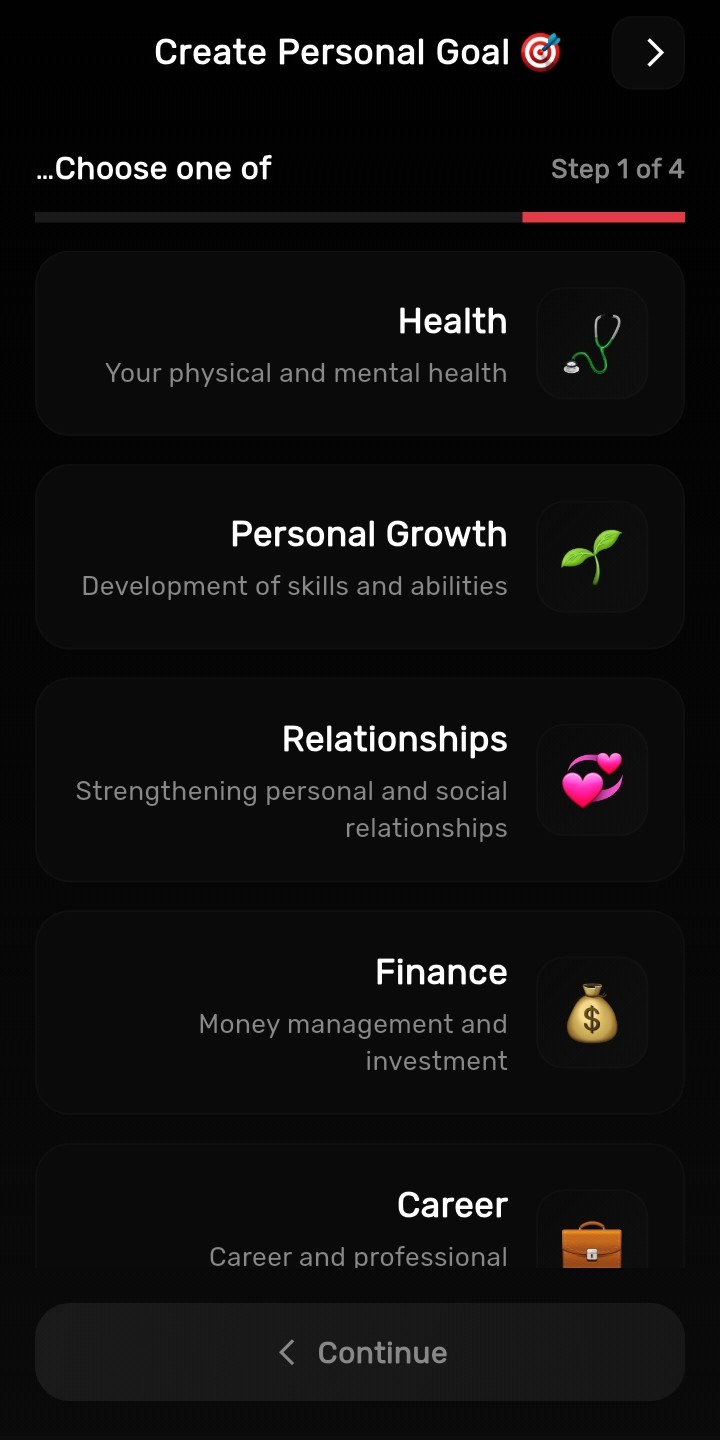 Create Personal Goal 🎯
...Choose one of
Step 1 of 4
Health
Your physical and mental health
Personal Growth
Development of skills and abilities
Relationships
Strengthening personal and social
relationships
Finance
Money management and
investment
Career
Career and professional
Continue